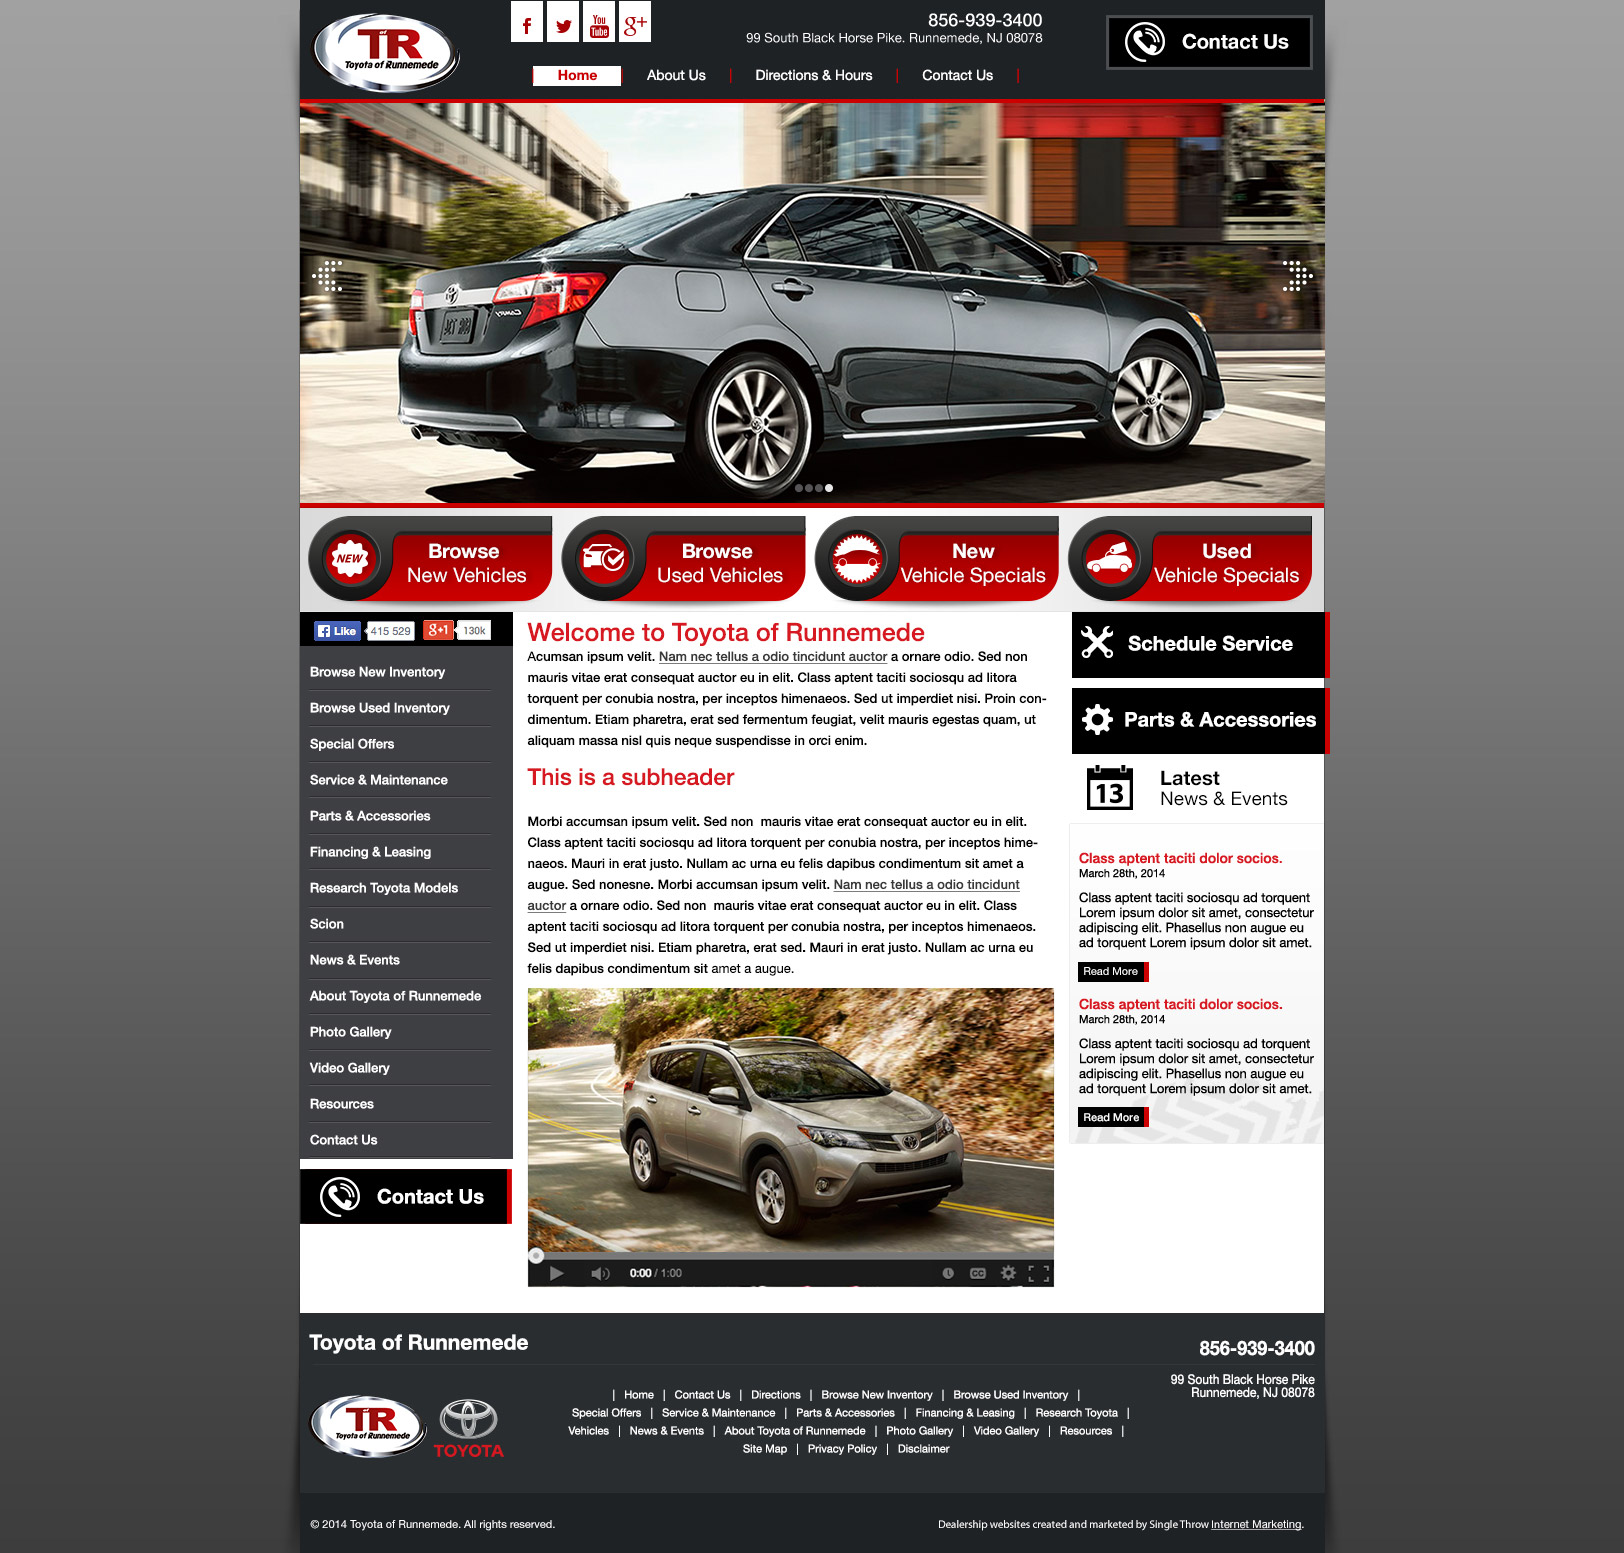 TR
of
Toyota of Runnemede
f
You
Tube
g+
856-939-3400
99 South Black Horse Pike. Runnemede, NJ 08078
Contact Us
Home
About Us
Directions & Hours
Contact Us
NEW
Browse
New Vehicles
Browse
Used Vehicles
New
Vehicle Specials
Used
Vehicle Specials
Like
415 529
g+1
130k
Browse New Inventory
Browse Used Inventory
Special Offers
Service & Maintenance
Parts & Accessories
Financing & Leasing
Research Toyota Models
Scion
News & Events
About Toyota of Runnemede
Photo Gallery
Video Gallery
Resources
Contact Us
Contact Us
Welcome to Toyota of Runnemede
Acumsan ipsum velit. Nam nec tellus a odio tincidunt auctor a ornare odio. Sed non
mauris vitae erat consequat auctor eu in elit. Class aptent taciti sociosqu ad litora
torquent per conubia nostra, per inceptos himenaeos. Sed ut imperdiet nisi. Proin con-
dimentum. Etiam pharetra, erat sed fermentum feugiat, velit mauris egestas quam, ut
aliquam massa nisl quis neque suspendisse in orci enim.
This is a subheader
Morbi accumsan ipsum velit. Sed non  mauris vitae erat consequat auctor eu in elit.
Class aptent taciti sociosqu ad litora torquent per conubia nostra, per inceptos hime-
naeos. Mauri in erat justo. Nullam ac urna eu felis dapibus condimentum sit amet a
augue. Sed nonesne. Morbi accumsan ipsum velit. Nam nec tellus a odio tincidunt
auctor a ornare odio. Sed non  mauris vitae erat consequat auctor eu in elit. Class
aptent taciti sociosqu ad litora torquent per conubia nostra, per inceptos himenaeos.
Sed ut imperdiet nisi. Etiam pharetra, erat sed. Mauri in erat justo. Nullam ac urna eu
felis dapibus condimentum sit amet a augue.
0:00 / 1:00
CC
Schedule Service
Parts & Accessories
13
Latest
News & Events
Class aptent taciti dolor socios.
March 28th, 2014
Class aptent taciti sociosqu ad torquent
Lorem ipsum dolor sit amet, consectetur
adipiscing elit. Phasellus non augue eu
ad torquent Lorem ipsum dolor sit amet.
Read More
Class aptent taciti dolor socios.
March 28th, 2014
Class aptent taciti sociosqu ad torquent
Lorem ipsum dolor sit amet, consectetur
adipiscing elit. Phasellus non augue eu
ad torquent Lorem ipsum dolor sit amet.
Read More
Toyota of Runnemede
856-939-3400
99 South Black Horse Pike
Runnemede, NJ 08078
TR
of
Toyota of Runnemede
TOYOTA
| Home | Contact Us | Directions | Browse New Inventory | Browse Used Inventory |
Special Offers | Service & Maintenance | Parts & Accessories | Financing & Leasing | Research Toyota |
Vehicles | News & Events | About Toyota of Runnemede | Photo Gallery | Video Gallery | Resources |
Site Map | Privacy Policy | Disclaimer
© 2014 Toyota of Runnemede. All rights reserved.
Dealership websites created and marketed by Single Throw Internet Marketing.